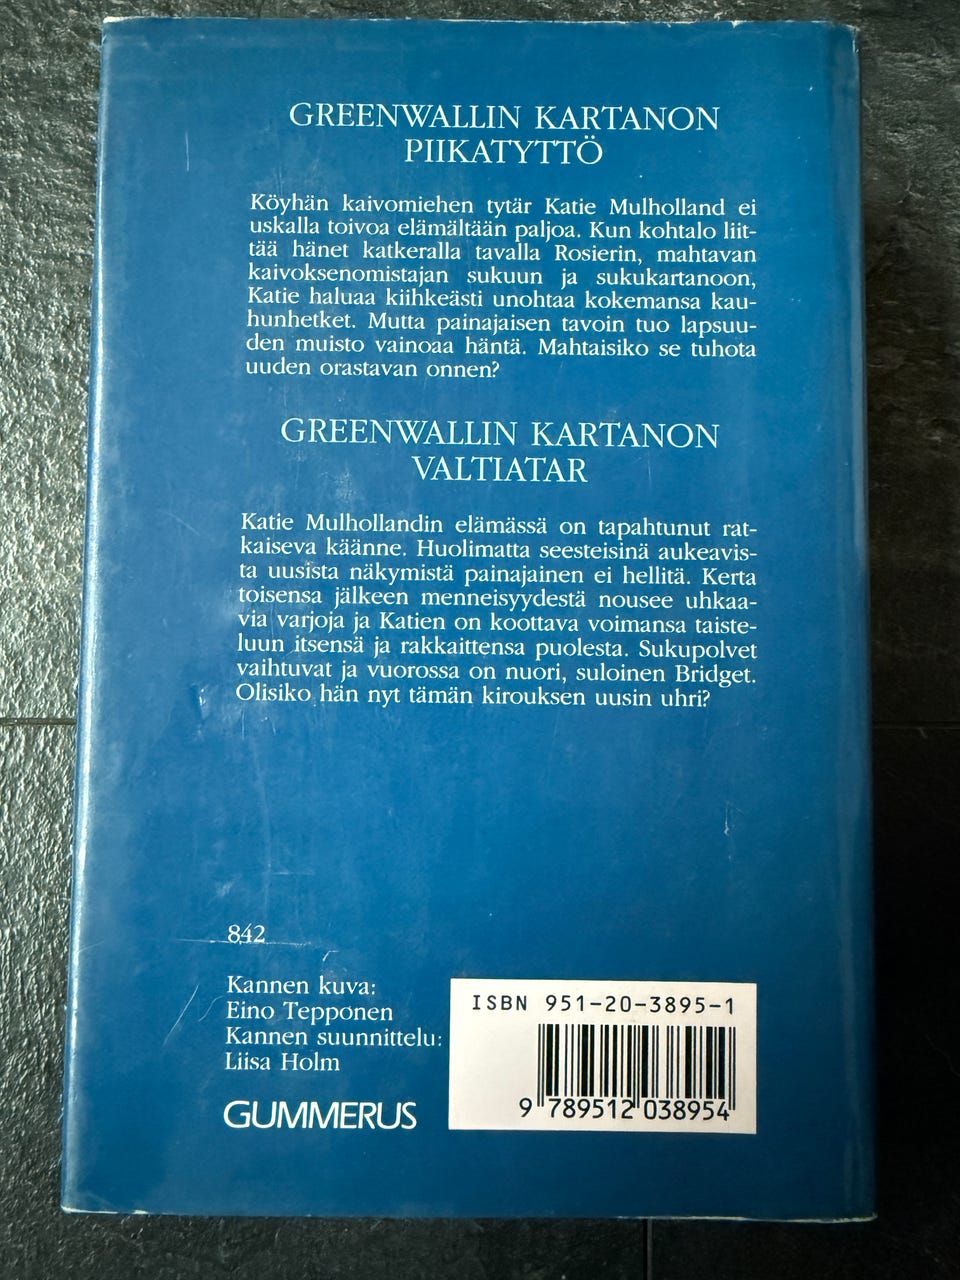 GREENWALLIN KARTANON
PIIKATYTTÖ
Köyhän kaivomiehen tytär Katie Mulholland ei
uskalla toivoa elämältään paljoa. Kun kohtalo liit-
tää hänet katkeralla tavalla Rosierin, mahtavan
kaivoksenomistajan sukuun ja sukukartanoon,
Katie haluaa kiihkeästi unohtaa kokemansa kau-
hunhetket. Mutta painajaisen tavoin tuo lapsuu-
den muisto vainoaa häntä. Mahtaisiko se tuhota
uuden orastavan onnen?
GREENWALLIN KARTANON
VALTIATAR
Katie Mulhollandin elämässä on tapahtunut rat-
kaiseva käänne. Huolimatta seesteisinä aukeavis-
ta uusista näkymistä painajainen ei hellitä. Kerta
toisensa jälkeen menneisyydestä nousee uhkaa-
via varjoja ja Katien on koottava voimansa taiste-
luun itsensä ja rakkaittensa puolesta. Sukupolvet
vaihtuvat ja vuorossa on nuori, suloinen Bridget.
Olisiko hän nyt tämän kirouksen uusin uhri?
842
Kannen kuva:
Eino Tepponen
Kannen suunnittelu:
Liisa Holm
GUMMERUS
ISBN 951-20-3895-1
9 789512 038954